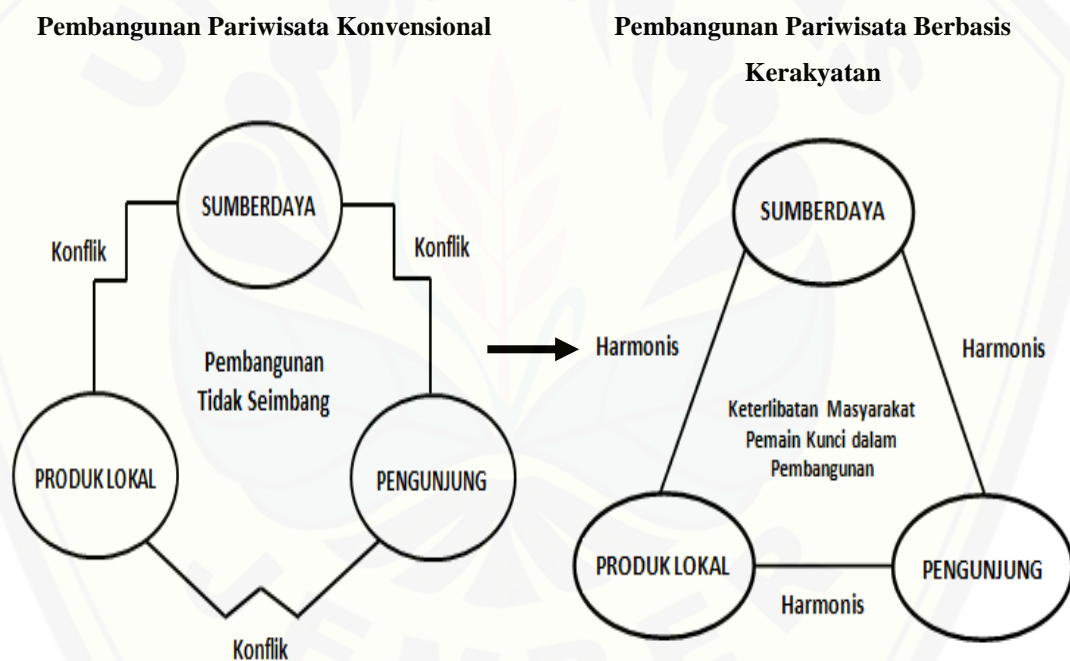 Pembangunan Pariwisata Konvensional
Pembangunan Pariwisata Berbasis
Kerakyatan
SUMBERDAYA
Konflik
Konflik
Pembangunan
Tidak Seimbang
PRODUK LOKAL
PENGUNJUNG
Konflik
SUMBERDAYA
Harmonis
Harmonis
Keterlibatan Masyarakat
Pemain Kunci dalam
Pembangunan
PRODUK LOKAL
PENGUNJUNG
Harmonis